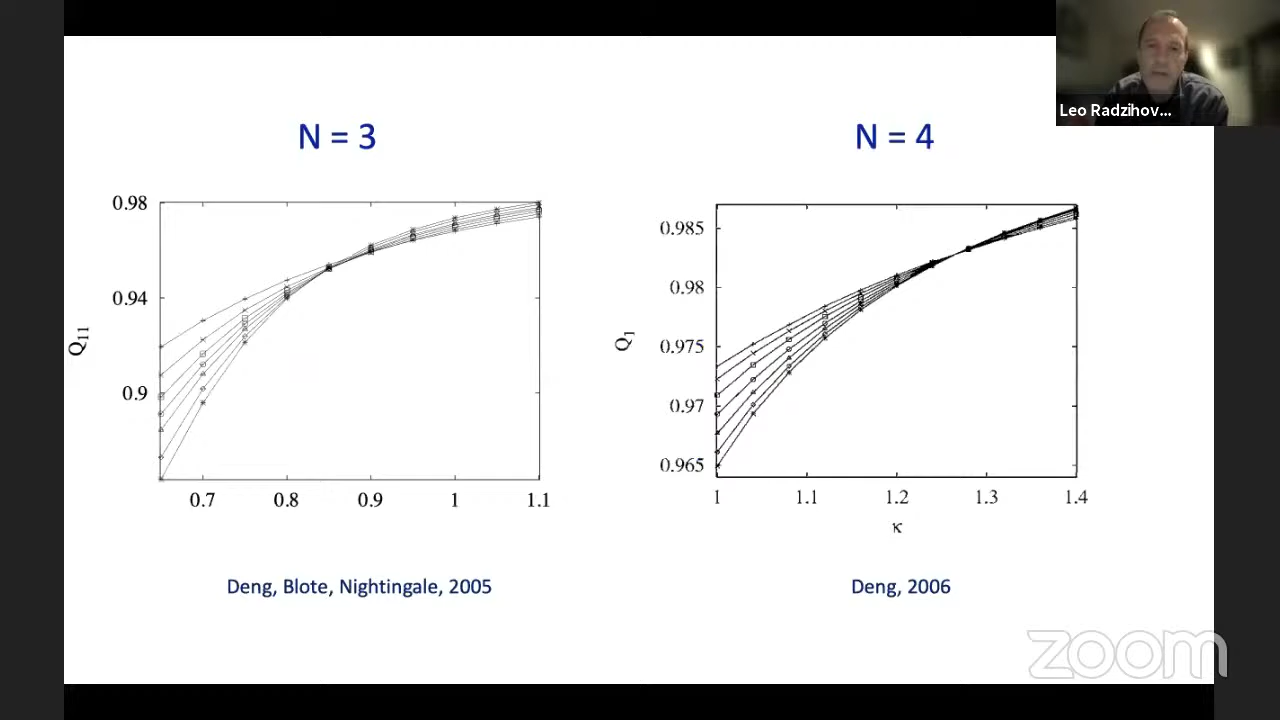 Leo Radzihov...
N = 3
N = 4
0.98
0.94
0.9
Q11
0.7 0.8 0.9 1 1.1
0.985
0.98
0.975
0.97
0.965
Q1
1 1.1 1.2 1.3 1.4
κ
Deng, Blote, Nightingale, 2005
Deng, 2006
zoom